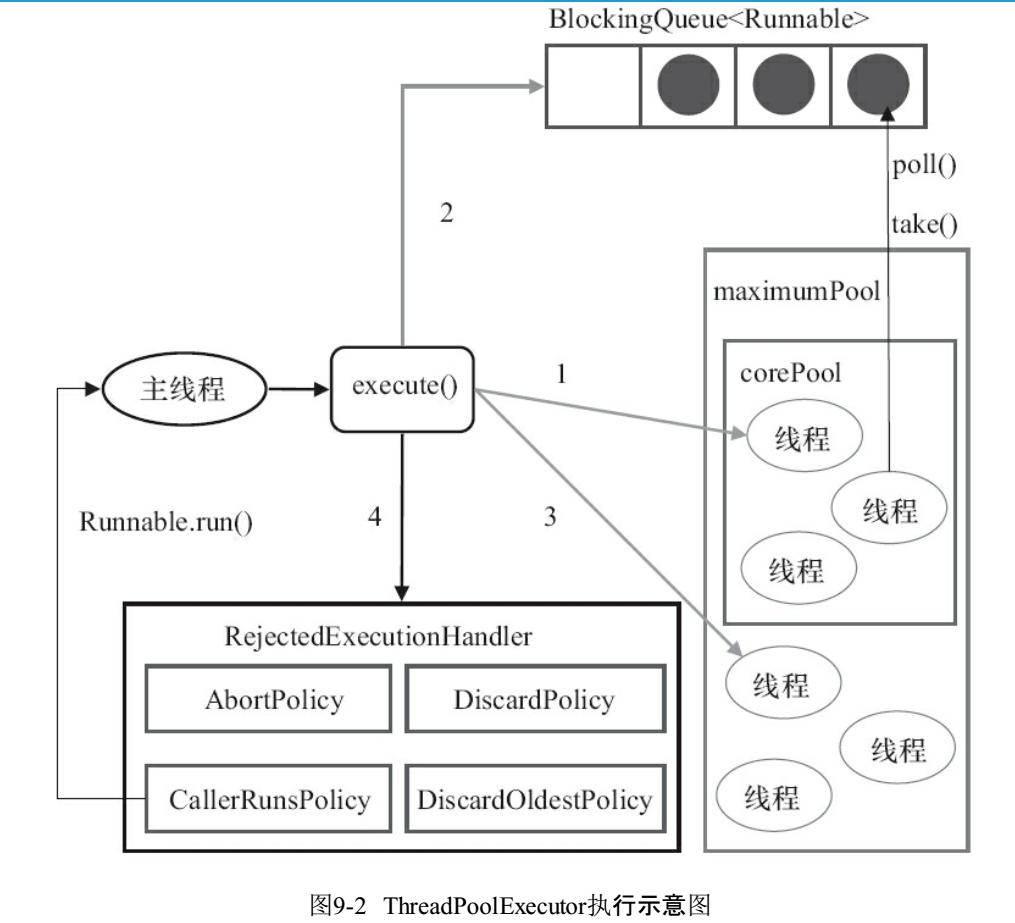 BlockingQueue<Runnable>
poll()
2
take()
maximumPool
1
corePool
主线程
execute()
线程
线程
Runnable.run()
4
3
线程
RejectedExecutionHandler
线程
AbortPolicy
DiscardPolicy
线程
CallerRunsPolicy
DiscardOldestPolicy
线程
图9-2 ThreadPoolExecutor执行示意图